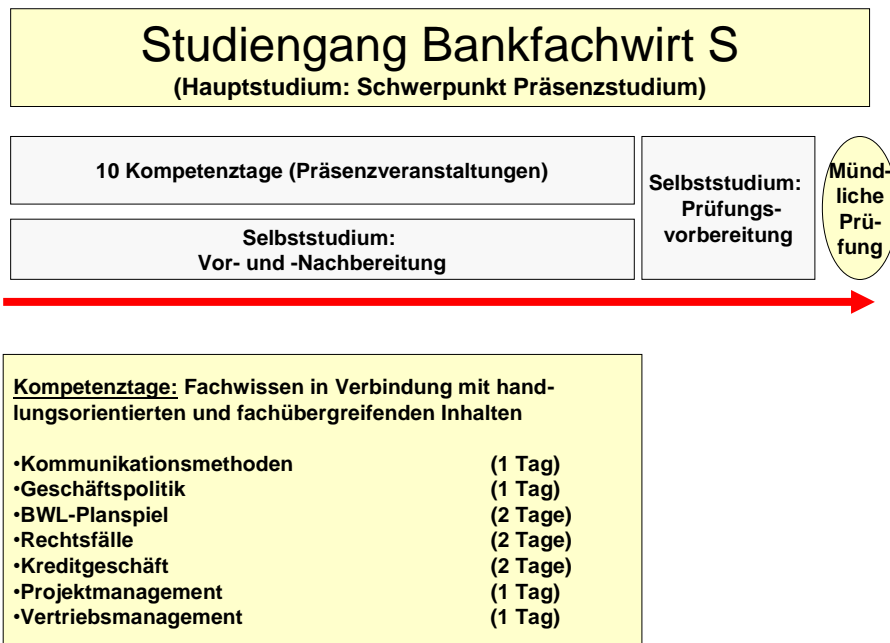 Studiengang Bankfachwirt S
(Hauptstudium: Schwerpunkt Präsenzstudium)
10 Kompetenztage (Präsenzveranstaltungen)
Selbststudium:
Vor- und -Nachbereitung
Selbststudium:
Prüfungs-
vorbereitung
Münd-
liche
Prü-
fung
Kompetenztage: Fachwissen in Verbindung mit hand-
lungsorientierten und fachübergreifenden Inhalten
•Kommunikationsmethoden (1 Tag)
•Geschäftspolitik (1 Tag)
•BWL-Planspiel (2 Tage)
•Rechtsfälle (2 Tage)
•Kreditgeschäft (2 Tage)
•Projektmanagement (1 Tag)
•Vertriebsmanagement (1 Tag)